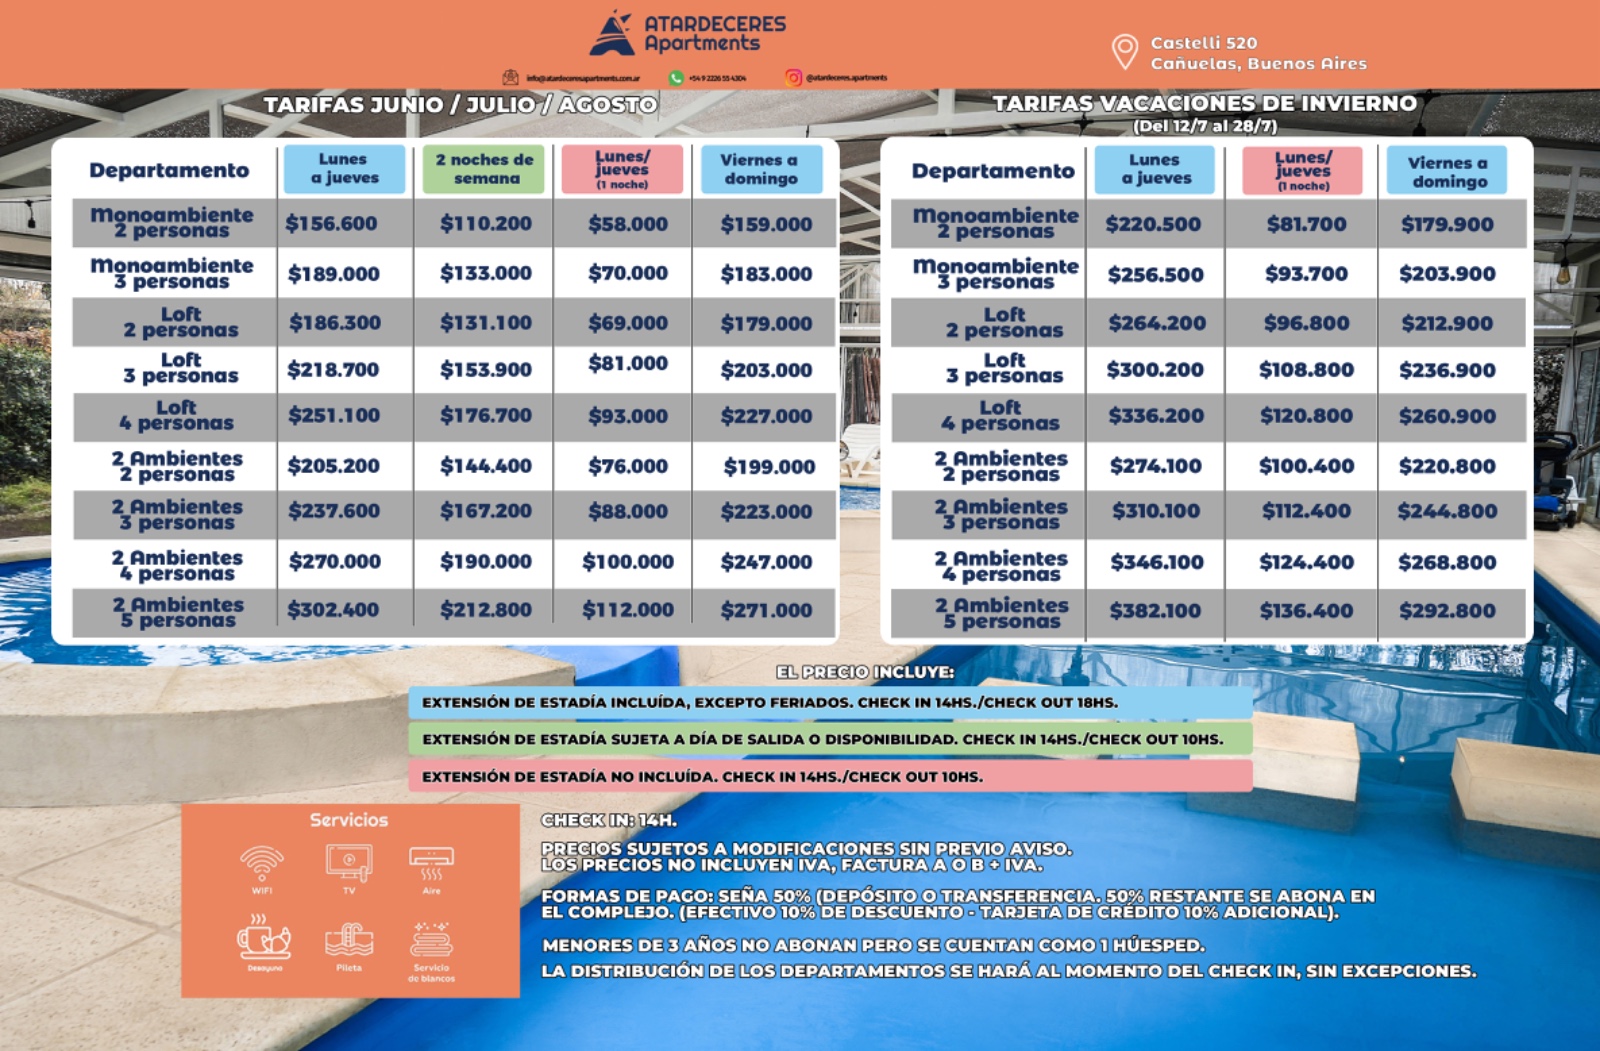 ATARDECERES
Apartments
Castelli 520
Cañuelas, Buenos Aires
info@atardeceresapartments.com.ar
+54 9 2226 55 4304
@atardeceres.apartments
TARIFAS JUNIO / JULIO / AGOSTO
Departamento
Lunes
a jueves
2 noches de
semana
Lunes/
jueves
(1 noche)
Viernes a
domingo
Monoambiente
2 personas
$156.600 $110.200 $58.000 $159.000
Monoambiente
3 personas
$189.000 $133.000 $70.000 $183.000
Loft
2 personas
$186.300 $131.100 $69.000 $179.000
Loft
3 personas
$218.700 $153.900 $81.000 $203.000
Loft
4 personas
$251.100 $176.700 $93.000 $227.000
2 Ambientes
2 personas
$205.200 $144.400 $76.000 $199.000
2 Ambientes
3 personas
$237.600 $167.200 $88.000 $223.000
2 Ambientes
4 personas
$270.000 $190.000 $100.000 $247.000
2 Ambientes
5 personas
$302.400 $212.800 $112.000 $271.000
TARIFAS VACACIONES DE INVIERNO
(Del 12/7 al 28/7)
Departamento
Lunes
a jueves
Lunes/
jueves
(1 noche)
Viernes a
domingo
Monoambiente
2 personas
$220.500 $81.700 $179.900
Monoambiente
3 personas
$256.500 $93.700 $203.900
Loft
2 personas
$264.200 $96.800 $212.900
Loft
3 personas
$300.200 $108.800 $236.900
Loft
4 personas
$336.200 $120.800 $260.900
2 Ambientes
2 personas
$274.100 $100.400 $220.800
2 Ambientes
3 personas
$310.100 $112.400 $244.800
2 Ambientes
4 personas
$346.100 $124.400 $268.800
2 Ambientes
5 personas
$382.100 $136.400 $292.800
EL PRECIO INCLUYE:
EXTENSIÓN DE ESTADÍA INCLUÍDA, EXCEPTO FERIADOS. CHECK IN 14HS./CHECK OUT 18HS.
EXTENSIÓN DE ESTADÍA SUJETA A DÍA DE SALIDA O DISPONIBILIDAD. CHECK IN 14HS./CHECK OUT 10HS.
EXTENSIÓN DE ESTADÍA NO INCLUÍDA. CHECK IN 14HS./CHECK OUT 10HS.
Servicios
WIFI
TV
Aire
Desayuno
Pileta
Servicio
de blancos
CHECK IN: 14H.
PRECIOS SUJETOS A MODIFICACIONES SIN PREVIO AVISO.
LOS PRECIOS NO INCLUYEN IVA, FACTURA A O B + IVA.
FORMAS DE PAGO: SEÑA 50% (DEPÓSITO O TRANSFERENCIA. 50% RESTANTE SE ABONA EN
EL COMPLEJO. (EFECTIVO 10% DE DESCUENTO - TARJETA DE CRÉDITO 10% ADICIONAL).
MENORES DE 3 AÑOS NO ABONAN PERO SE CUENTAN COMO 1 HÚESPED.
LA DISTRIBUCIÓN DE LOS DEPARTAMENTOS SE HARÁ AL MOMENTO DEL CHECK IN, SIN EXCEPCIONES.